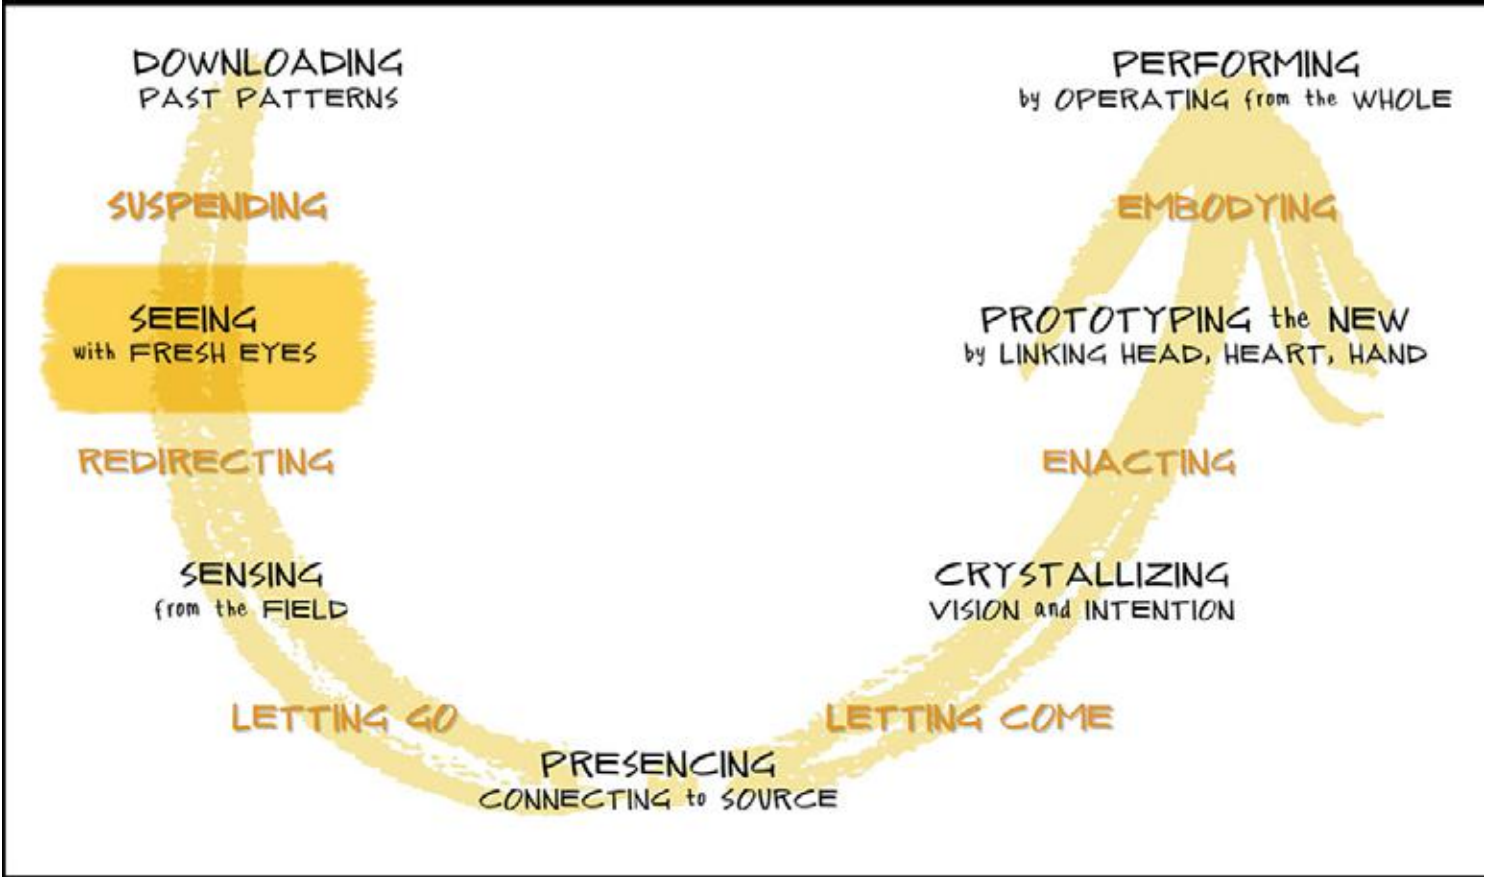 DOWNLOADING
PAST PATTERNS
SUSPENDING
SEEING
with FRESH EYES
REDIRECTING
SENSING
from the FIELD
LETTING GO
PRESENCING
CONNECTING to SOURCE
LETTING COME
CRYSTALLIZING
VISION and INTENTION
ENACTING
PROTOTYPING the NEW
by LINKING HEAD, HEART, HAND
EMBODYING
PERFORMING
by OPERATING from the WHOLE